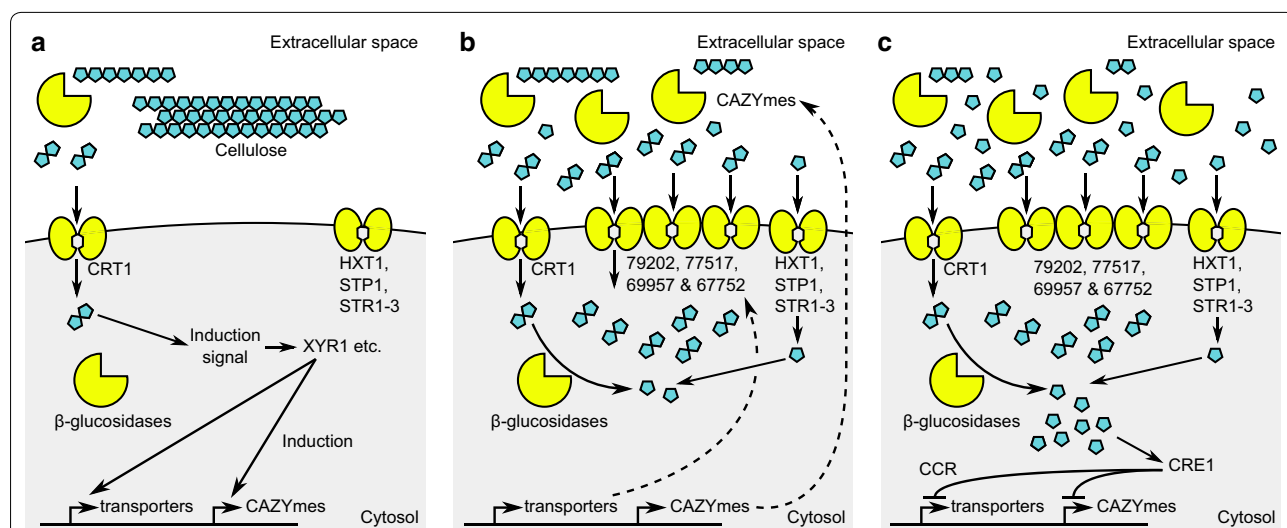 a
Extracellular space
Cellulose
CRT1
HXT1,
STP1,
STR1-3
Induction
signal
XYR1 etc.
β-glucosidases
Induction
transporters
CAZYmes
Cytosol
b
Extracellular space
CAZYmes
CRT1
79202, 77517,
69957 & 67752
HXT1,
STP1,
STR1-3
β-glucosidases
transporters
CAZYmes
Cytosol
c
Extracellular space
CRT1
79202, 77517,
69957 & 67752
HXT1,
STP1,
STR1-3
β-glucosidases
CCR
CRE1
transporters
CAZYmes
Cytosol